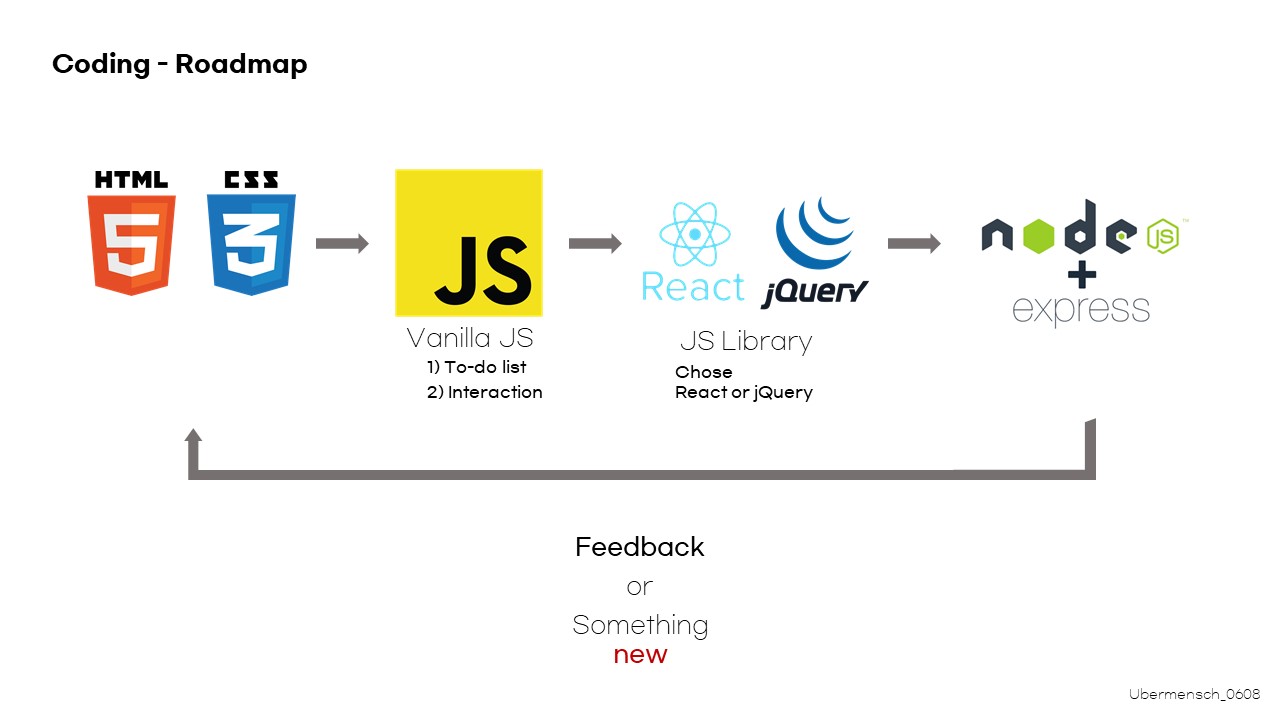 Coding - Roadmap
HTML
5
CSS
3
JS
Vanilla JS
1) To-do list
2) Interaction
React
jQuery
JS Library
Chose
React or jQuery
node JS ™
+
express
Feedback
or
Something
new
Ubermensch_0608